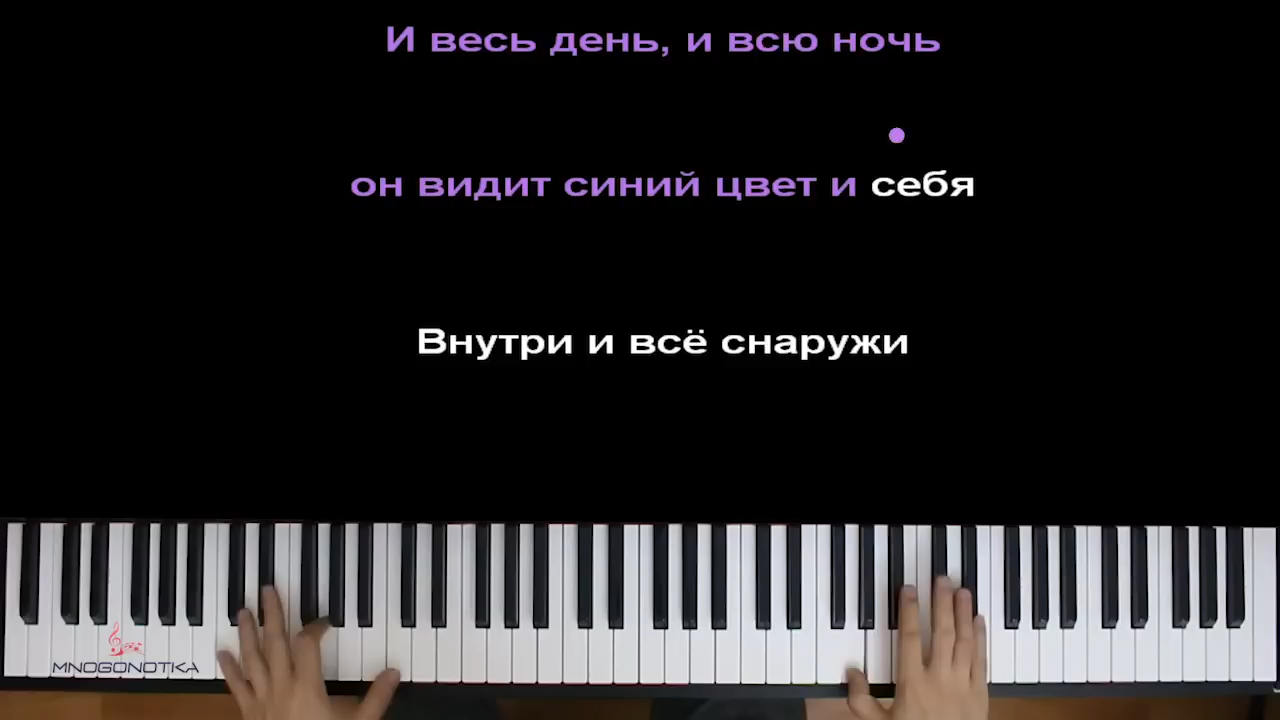 И весь день, и всю ночь
он видит синий цвет и себя
Внутри и всё снаружи
MNOGONOTKA